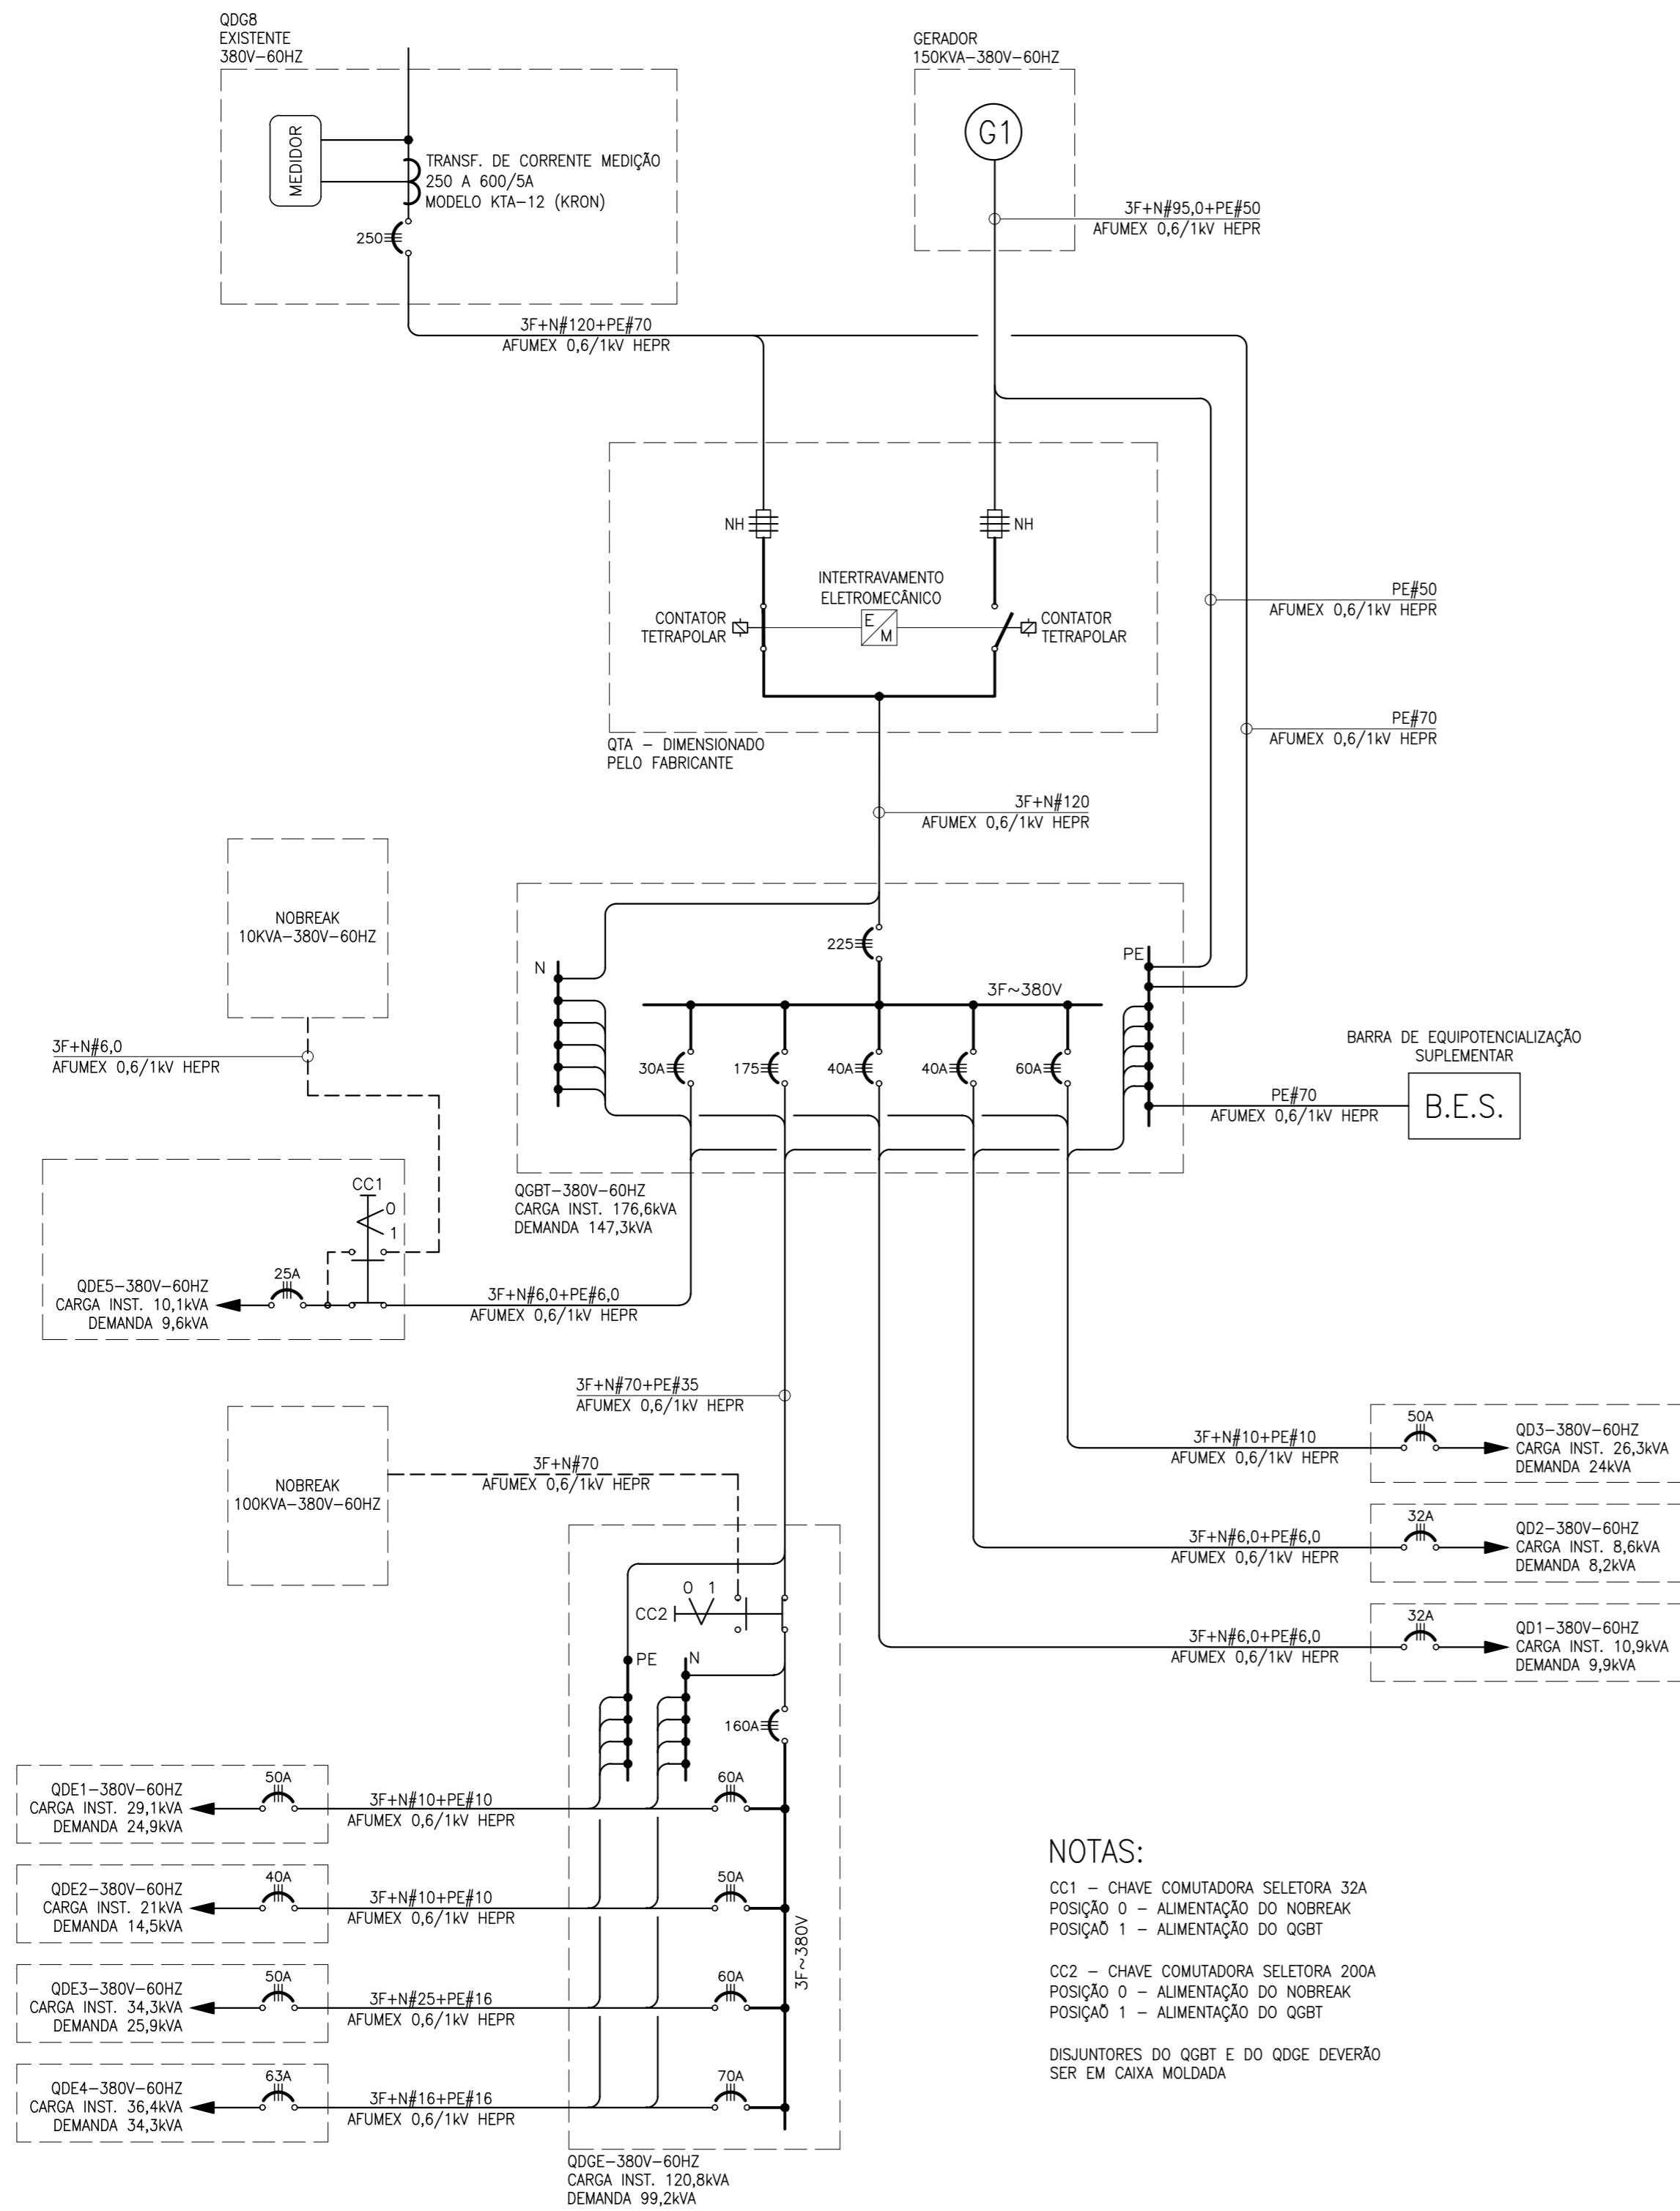 QDG8
EXISTENTE
380V-60HZ
MEDIDOR
TRANSF. DE CORRENTE MEDIÇÃO
250 A 600/5A
MODELO KTA-12 (KRON)
250
GERADOR
150KVA-380V-60HZ
G1
3F+N#95,0+PE#50
AFUMEX 0,6/1kV HEPR
3F+N#120+PE#70
AFUMEX 0,6/1kV HEPR
NH
NH
INTERTRAVAMENTO
ELETROMECÂNICO
CONTATOR
TETRAPOLAR
E
M
CONTATOR
TETRAPOLAR
PE#50
AFUMEX 0,6/1kV HEPR
PE#70
AFUMEX 0,6/1kV HEPR
QTA - DIMENSIONADO
PELO FABRICANTE
3F+N#120
AFUMEX 0,6/1kV HEPR
NOBREAK
10KVA-380V-60HZ
3F+N#6,0
AFUMEX 0,6/1kV HEPR
225
N
PE
3F~380V
30A
175
40A
40A
60A
BARRA DE EQUIPOTENCIALIZAÇÃO
SUPLEMENTAR
B.E.S.
PE#70
AFUMEX 0,6/1kV HEPR
QGBT-380V-60HZ
CARGA INST. 176,6kVA
DEMANDA 147,3kVA
CC1
0
1
25A
QDE5-380V-60HZ
CARGA INST. 10,1kVA
DEMANDA 9,6kVA
3F+N#6,0+PE#6,0
AFUMEX 0,6/1kV HEPR
3F+N#70+PE#35
AFUMEX 0,6/1kV HEPR
NOBREAK
100KVA-380V-60HZ
3F+N#70
AFUMEX 0,6/1kV HEPR
3F+N#10+PE#10
AFUMEX 0,6/1kV HEPR
50A
QD3-380V-60HZ
CARGA INST. 26,3kVA
DEMANDA 24kVA
3F+N#6,0+PE#6,0
AFUMEX 0,6/1kV HEPR
32A
QD2-380V-60HZ
CARGA INST. 8,6kVA
DEMANDA 8,2kVA
3F+N#6,0+PE#6,0
AFUMEX 0,6/1kV HEPR
32A
QD1-380V-60HZ
CARGA INST. 10,9kVA
DEMANDA 9,9kVA
0 1
CC2
PE
N
160A
QDE1-380V-60HZ
CARGA INST. 29,1kVA
DEMANDA 24,9kVA
50A
3F+N#10+PE#10
AFUMEX 0,6/1kV HEPR
60A
QDE2-380V-60HZ
CARGA INST. 21kVA
DEMANDA 14,5kVA
40A
3F+N#10+PE#10
AFUMEX 0,6/1kV HEPR
50A
3F~380V
QDE3-380V-60HZ
CARGA INST. 34,3kVA
DEMANDA 25,9kVA
50A
3F+N#25+PE#16
AFUMEX 0,6/1kV HEPR
60A
QDE4-380V-60HZ
CARGA INST. 36,4kVA
DEMANDA 34,3kVA
63A
3F+N#16+PE#16
AFUMEX 0,6/1kV HEPR
70A
QDGE-380V-60HZ
CARGA INST. 120,8kVA
DEMANDA 99,2kVA
NOTAS:
CC1 - CHAVE COMUTADORA SELETORA 32A
POSIÇÃO 0 - ALIMENTAÇÃO DO NOBREAK
POSIÇAÕ 1 - ALIMENTAÇÃO DO QGBT
CC2 - CHAVE COMUTADORA SELETORA 200A
POSIÇÃO 0 - ALIMENTAÇÃO DO NOBREAK
POSIÇAÕ 1 - ALIMENTAÇÃO DO QGBT
DISJUNTORES DO QGBT E DO QDGE DEVERÃO
SER EM CAIXA MOLDADA